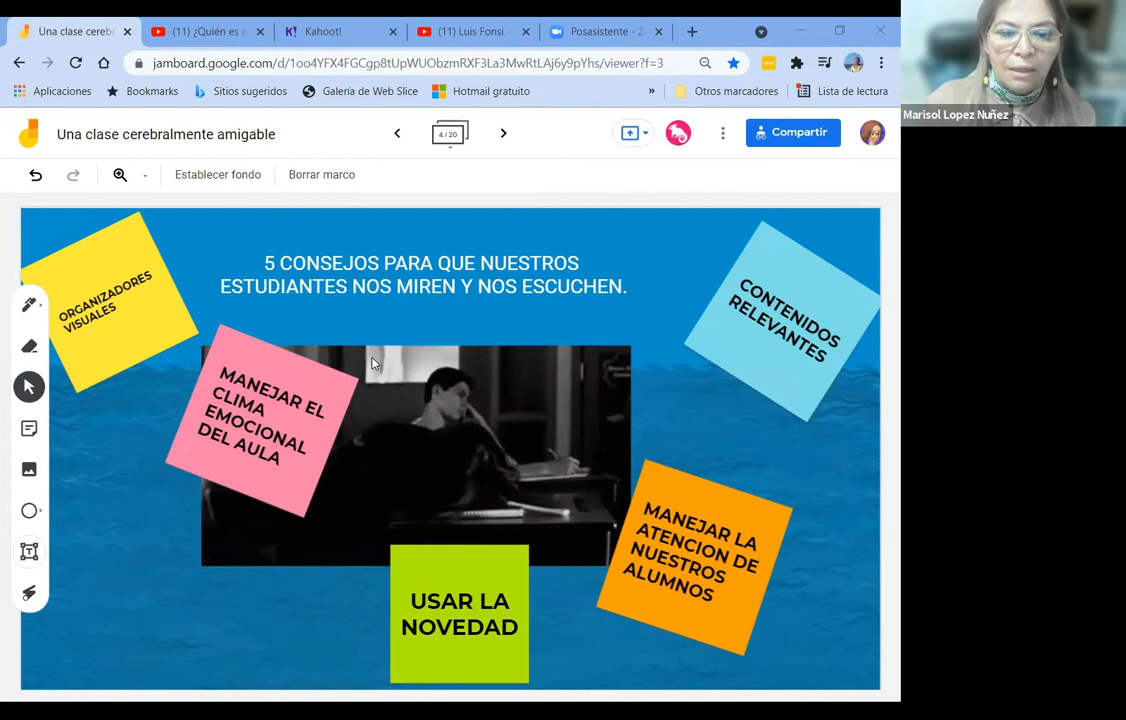 Una clase cereb
(11) ¿Quién es e
Kahoot!
(11) Luis Fonsi -
Posasistente - Z
jamboard.google.com/d/1oo4YFX4FGCgp8tUpWUObzmRXF3La3MwRtLAj6y9pYhs/viewer?f=3
Aplicaciones
Bookmarks
Sitios sugeridos
Galería de Web Slice
Hotmail gratuito
»
Otros marcadores
Lista de lectura
Marisol Lopez Nuñez
Una clase cerebralmente amigable
4 / 20
Compartir
Establecer fondo
Borrar marco
5 CONSEJOS PARA QUE NUESTROS
ESTUDIANTES NOS MIREN Y NOS ESCUCHEN.
ORGANIZADORES
VISUALES
CONTENIDOS
RELEVANTES
MANEJAR EL
CLIMA
EMOCIONAL
DEL AULA
MANEJAR LA
ATENCION DE
NUESTROS
ALUMNOS
USAR LA
NOVEDAD